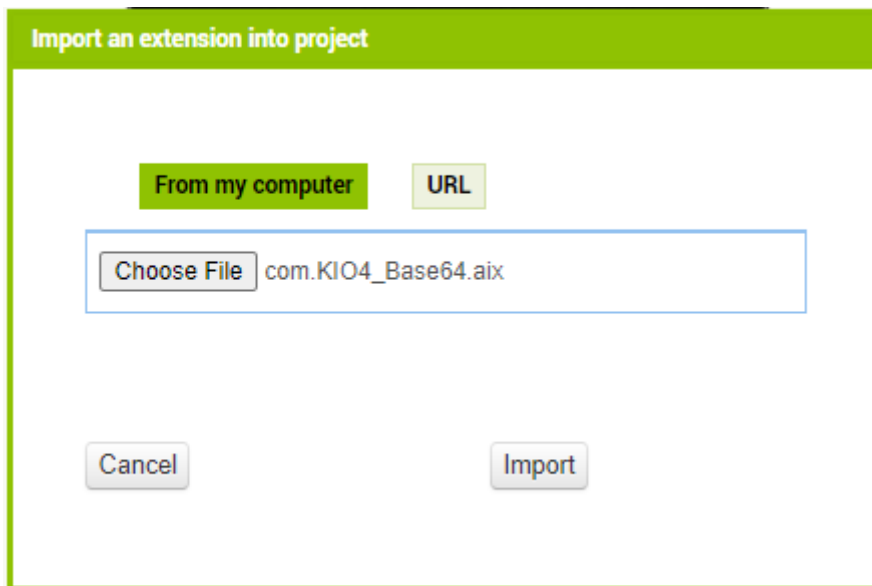 Import an extension into project
From my computer URL
Choose File com.KIO4_Base64.aix
Cancel Import